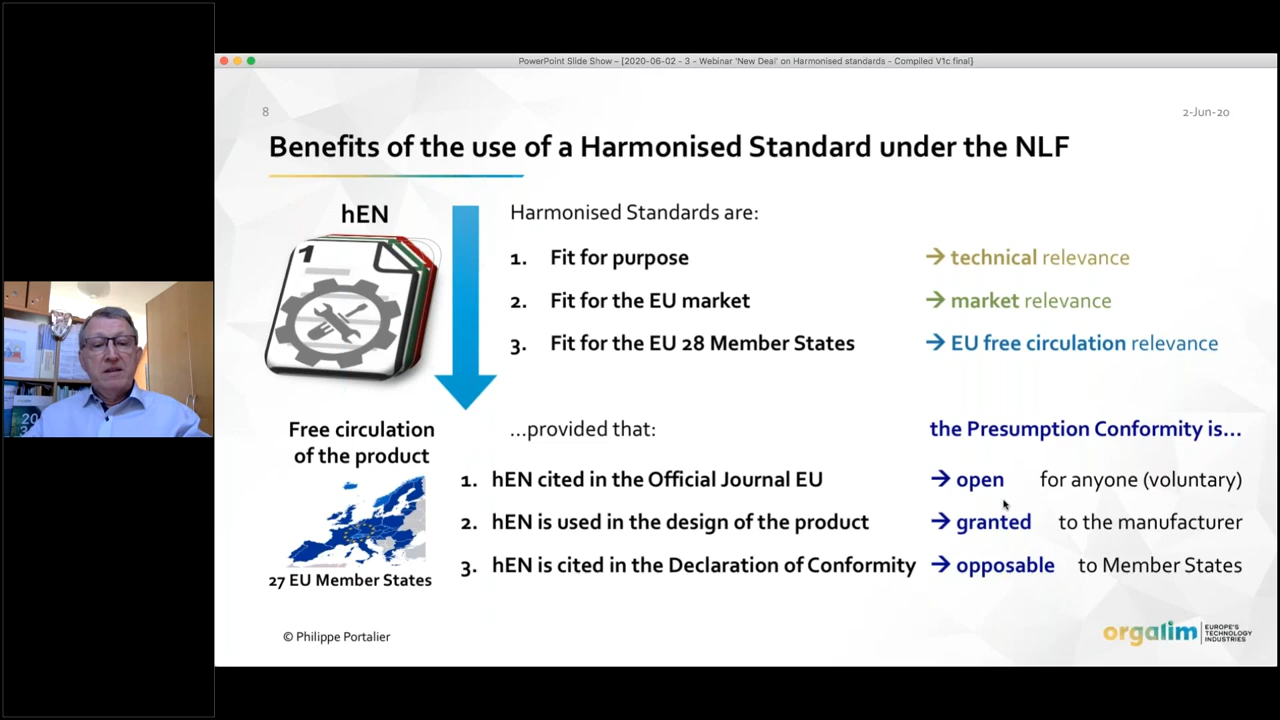 PowerPoint Slide Show – [2020-06-02 - 3 - Webinar 'New Deal' on Harmonised standards - Compiled V1c final]
8
2-Jun-20
Benefits of the use of a Harmonised Standard under the NLF
hEN
1
Harmonised Standards are:
1. Fit for purpose → technical relevance
2. Fit for the EU market → market relevance
3. Fit for the EU 28 Member States → EU free circulation relevance
Free circulation
of the product
27 EU Member States
...provided that: the Presumption Conformity is...
1. hEN cited in the Official Journal EU → open for anyone (voluntary)
2. hEN is used in the design of the product → granted to the manufacturer
3. hEN is cited in the Declaration of Conformity → opposable to Member States
© Philippe Portalier
orgalim
EUROPE'S
TECHNOLOGY
INDUSTRIES
20